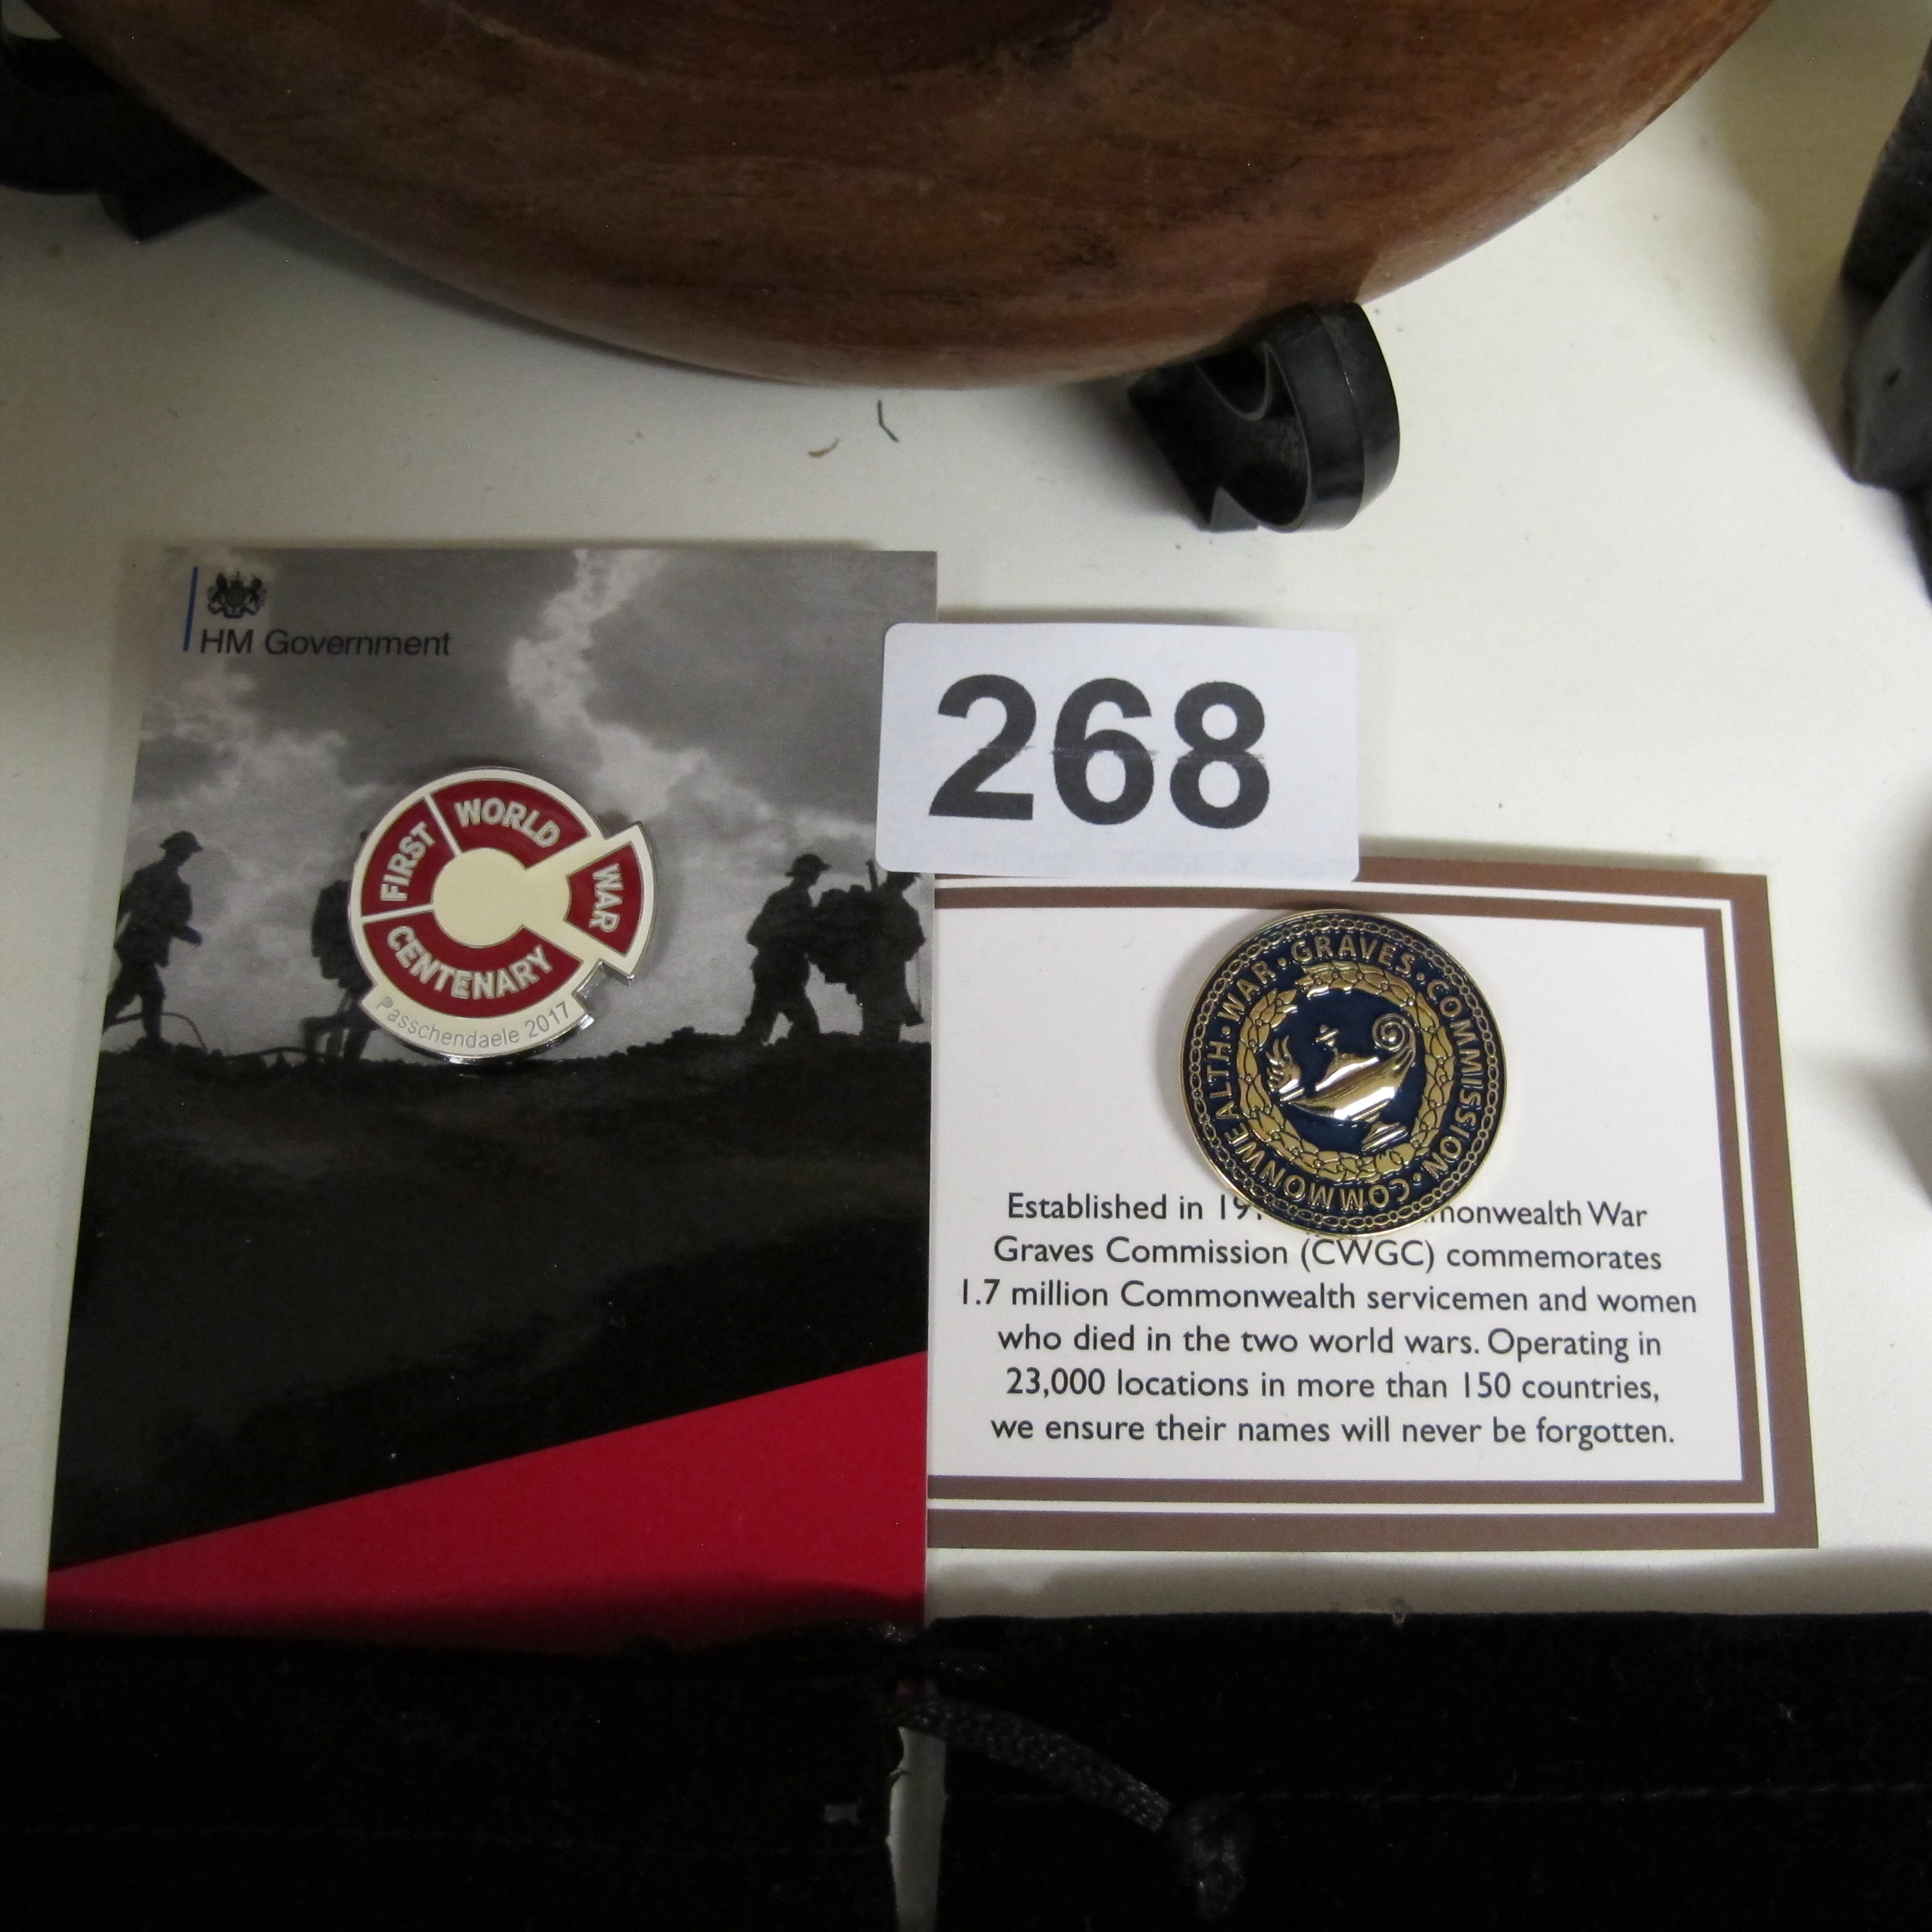 HM Government
268
FIRST WORLD WAR
CENTENARY
Passchendaele 2017
COMMONWEALTH · WAR · GRAVES · COMMISSION ·
Established in War
Graves Commission (CWGC) commemorates
1.7 million Commonwealth servicemen and women
who died in the two world wars. Operating in
23,000 locations in more than 150 countries,
we ensure their names will never be forgotten.